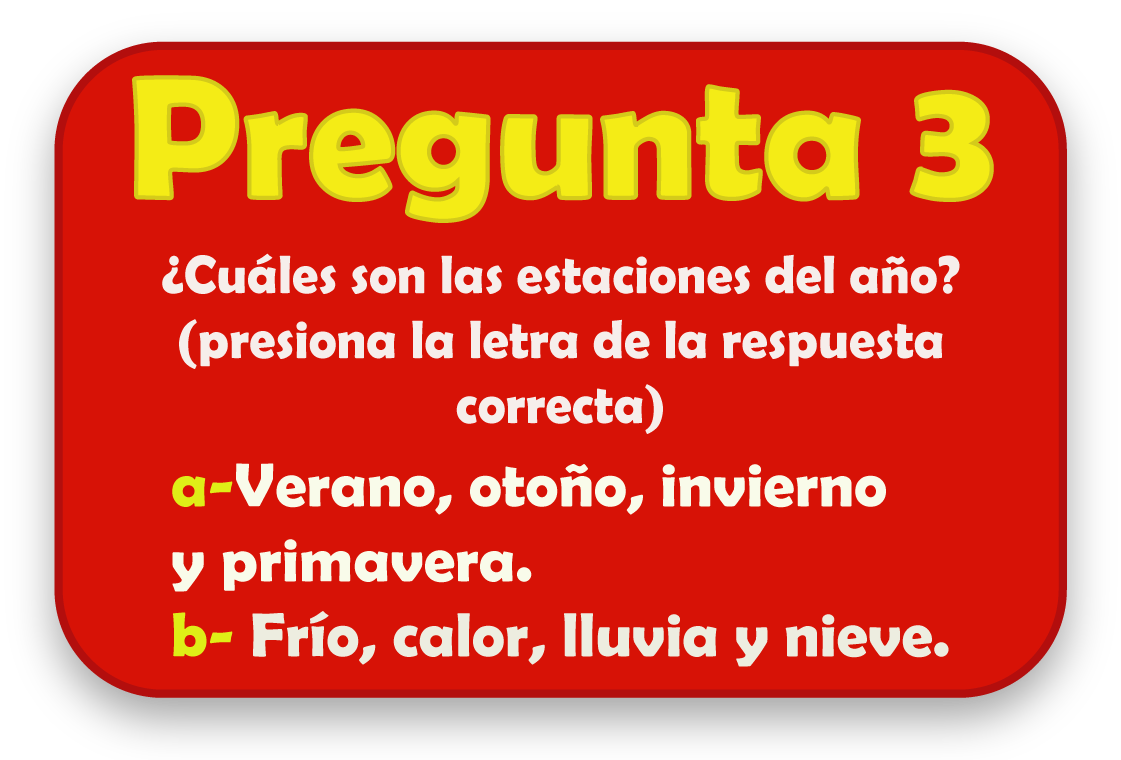 Pregunta 3
¿Cuáles son las estaciones del año?
(presiona la letra de la respuesta
correcta)
a-Verano, otoño, invierno
y primavera.
b- Frío, calor, lluvia y nieve.